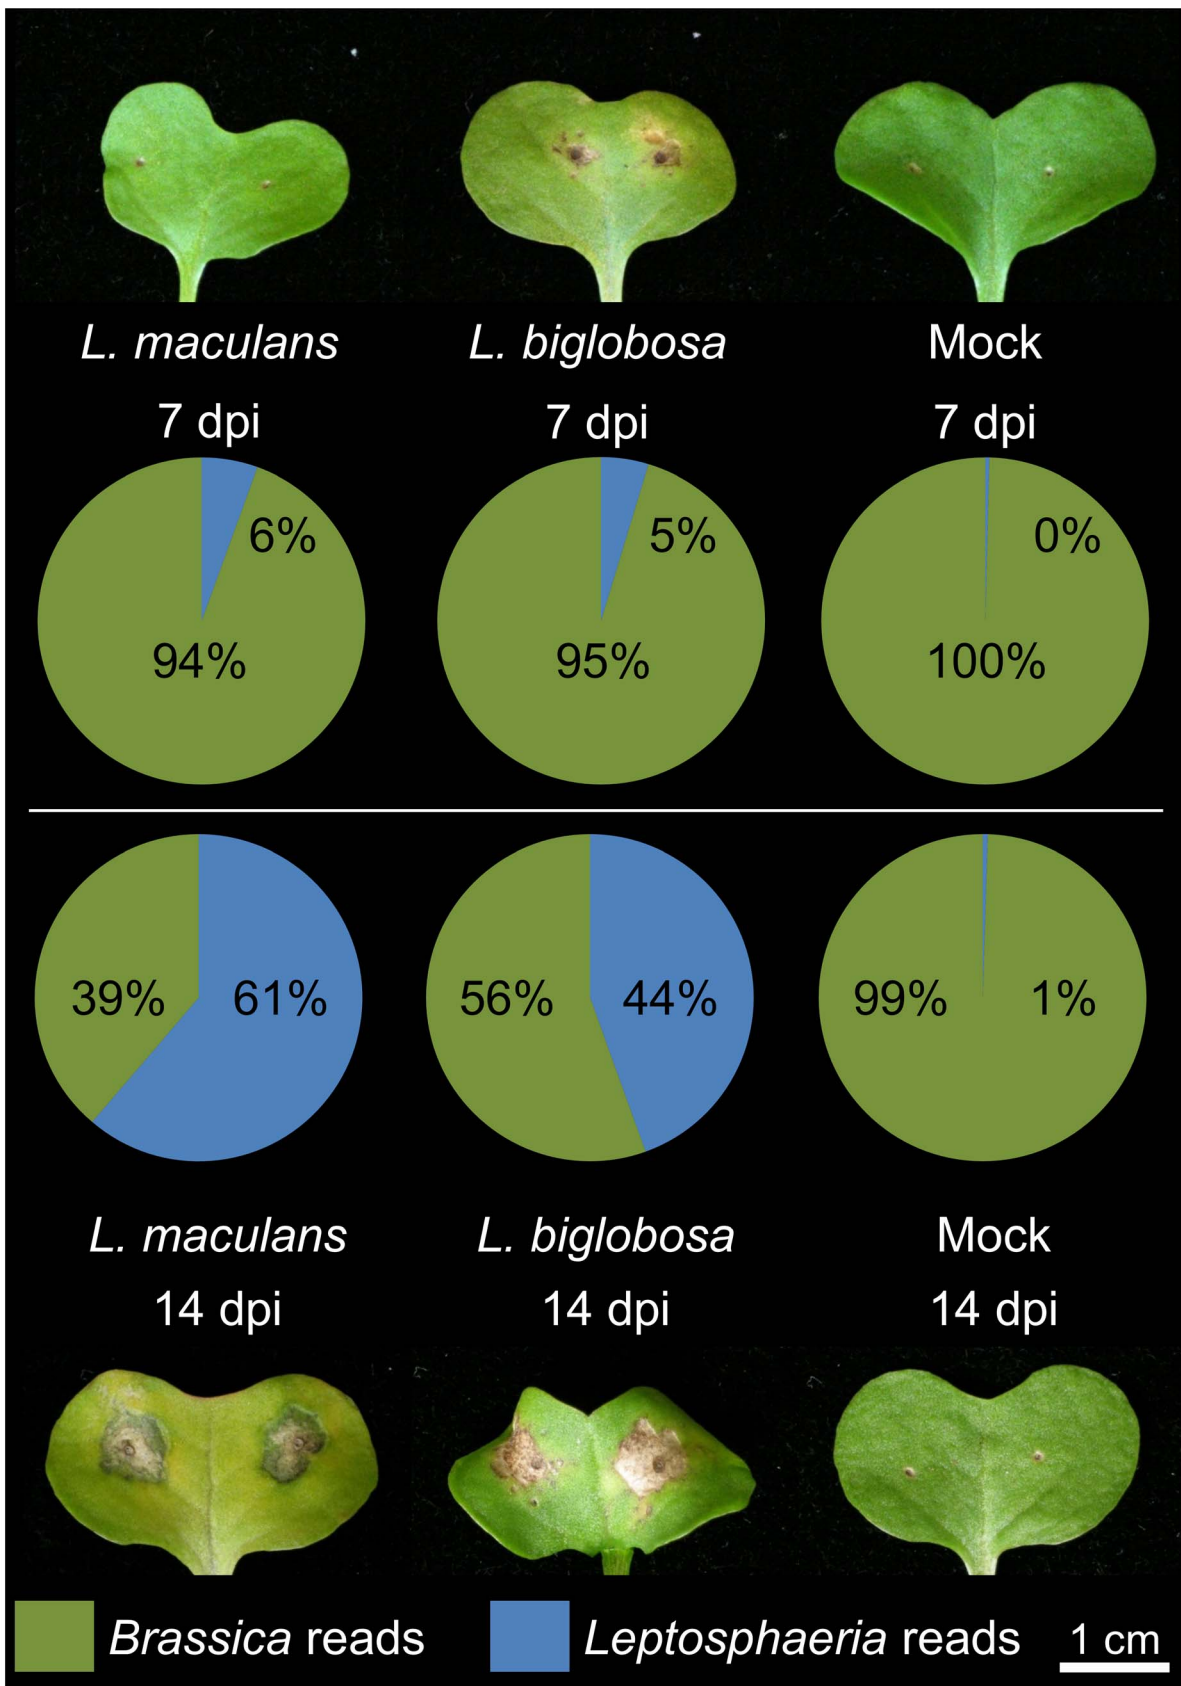 L. maculans L. biglobosa Mock
7 dpi 7 dpi 7 dpi
6% 5% 0%
94% 95% 100%
39% 61% 56% 44% 99% 1%
L. maculans L. biglobosa Mock
14 dpi 14 dpi 14 dpi
Brassica reads Leptosphaeria reads 1 cm